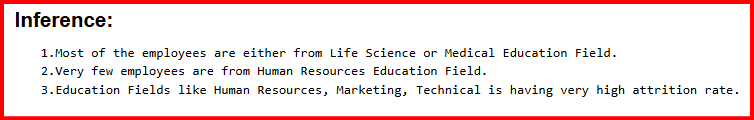 Inference:
1.Most of the employees are either from Life Science or Medical Education Field.
2.Very few employees are from Human Resources Education Field.
3.Education Fields like Human Resources, Marketing, Technical is having very high attrition rate.